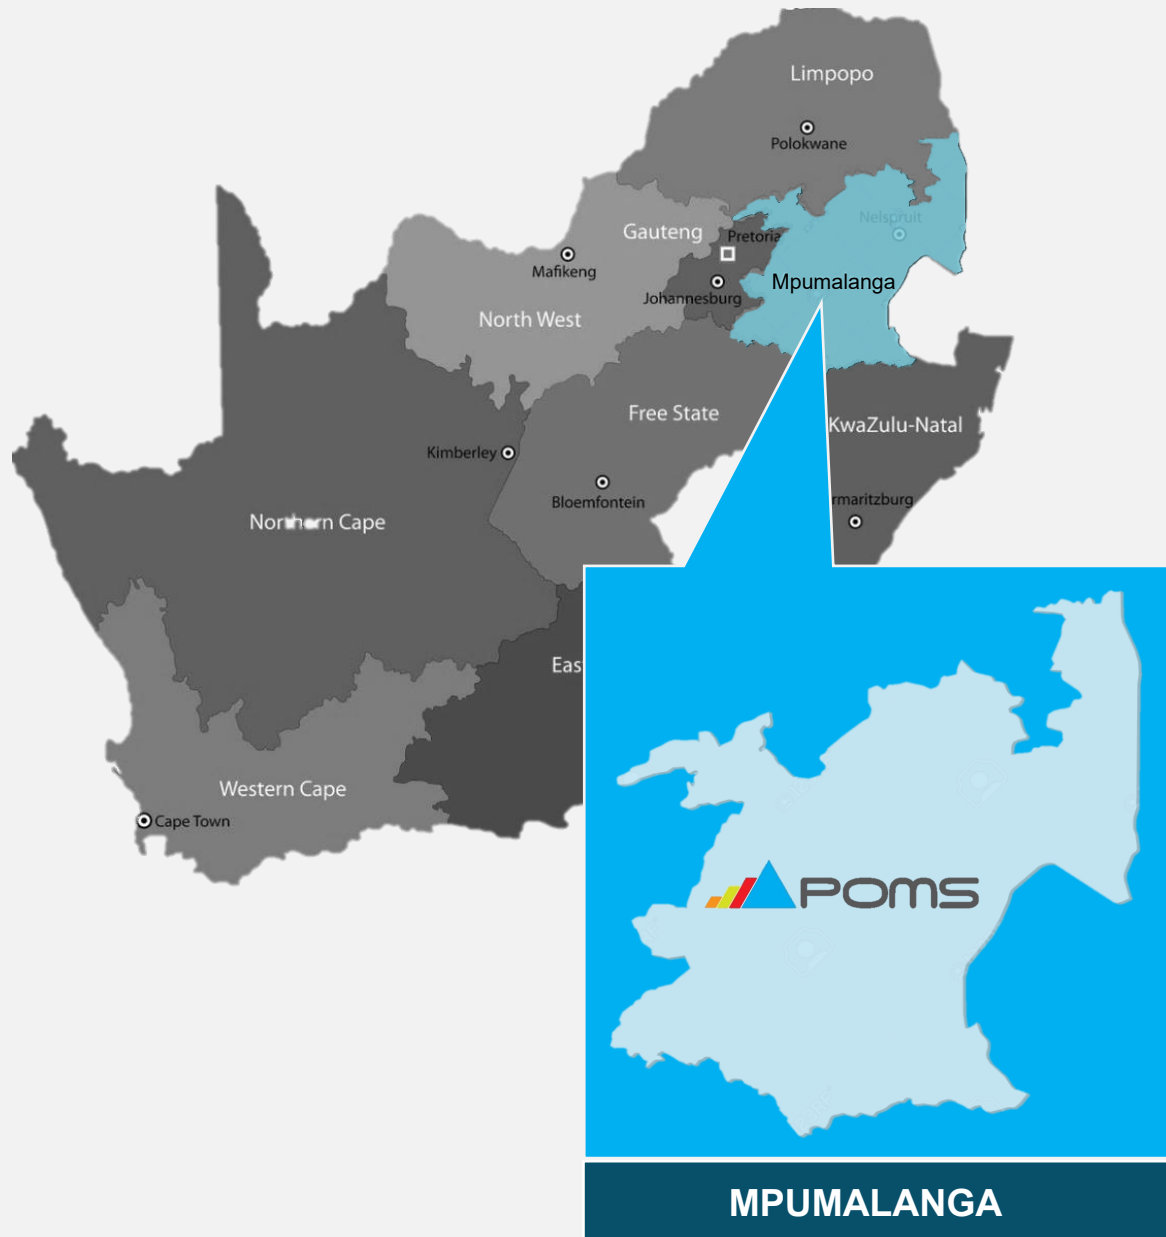 Limpopo
Polokwane
Nelspruit
Gauteng
Pretoria
Mafikeng
Mpumalanga
Johannesburg
North West
Free State
KwaZulu-Natal
Kimberley
Bloemfontein
rmaritzburg
Northern Cape
Eas
Western Cape
Cape Town
POMS
MPUMALANGA